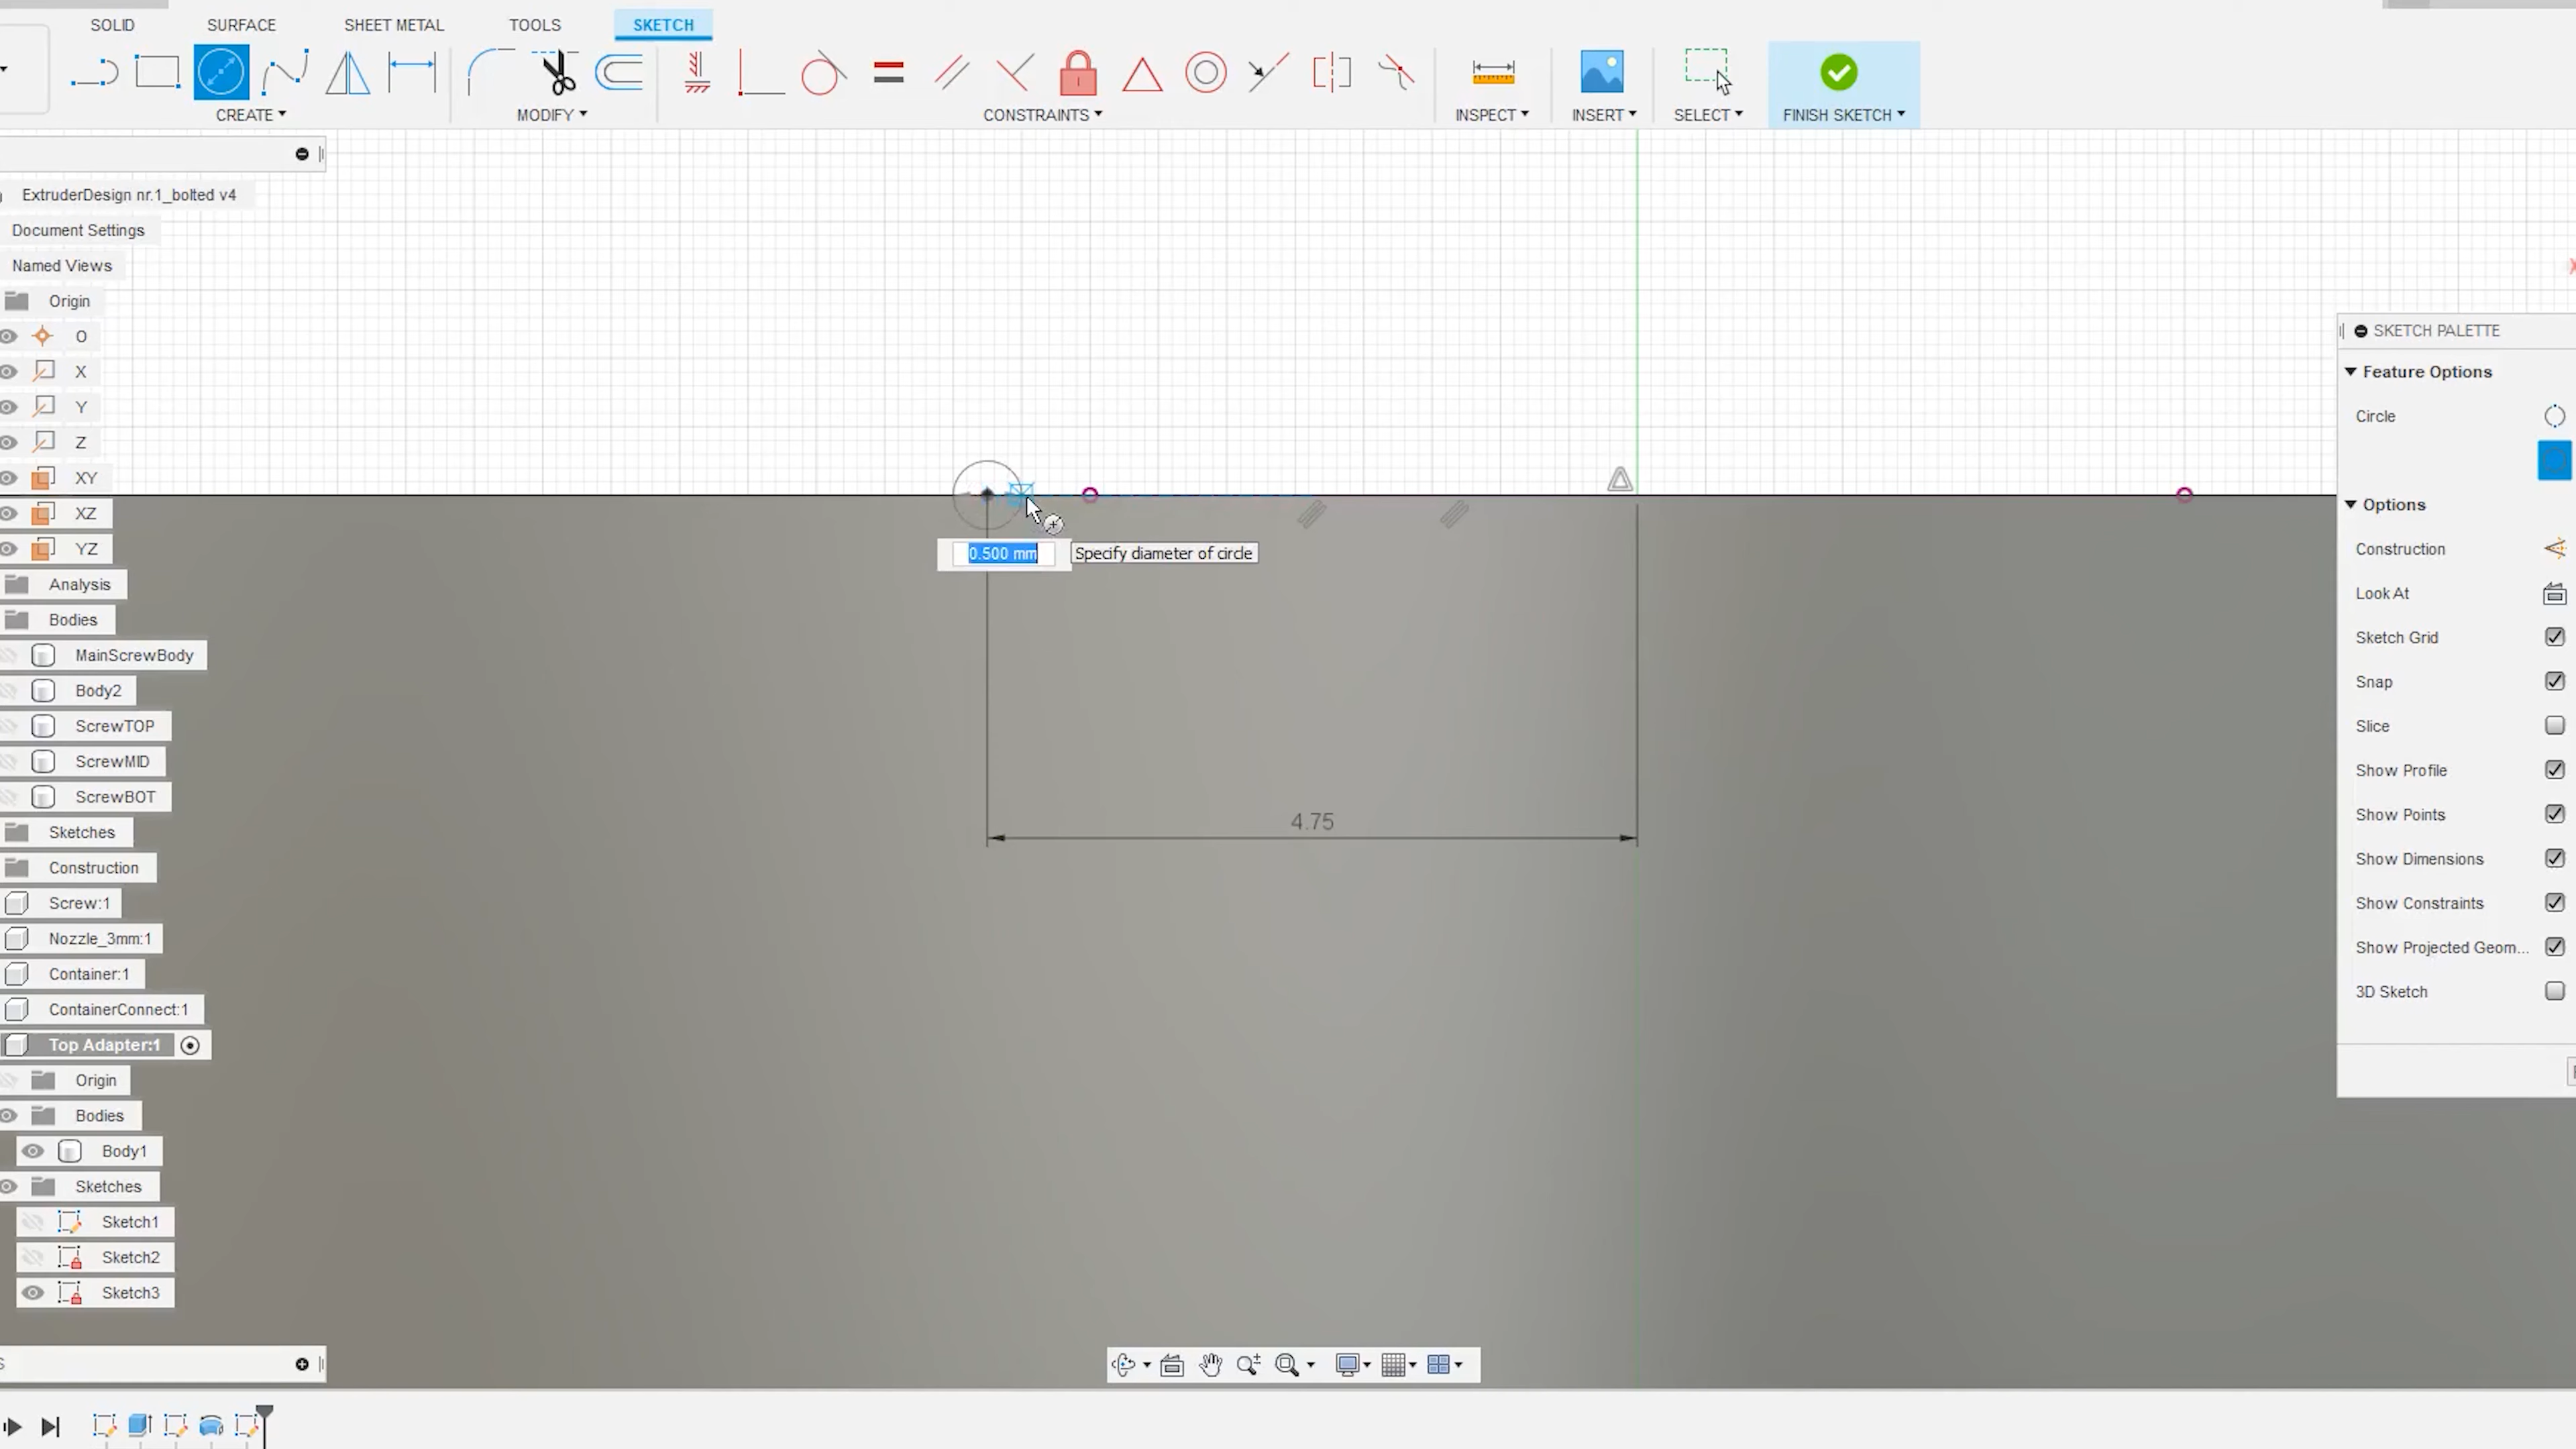 SOLID SURFACE SHEET METAL TOOLS SKETCH
CREATE MODIFY CONSTRAINTS INSPECT INSERT SELECT FINISH SKETCH
ExtruderDesign nr.1_bolted v4
Document Settings
Named Views
Origin
O
X
Y
Z
XY
XZ
YZ
Analysis
Bodies
MainScrewBody
Body2
ScrewTOP
ScrewMID
ScrewBOT
Sketches
Construction
Screw:1
Nozzle_3mm:1
Container:1
ContainerConnect:1
Top Adapter:1
Origin
Bodies
Body1
Sketches
Sketch1
Sketch2
Sketch3
0.500 mm Specify diameter of circle
4.75
SKETCH PALETTE
Feature Options
Circle
Options
Construction
Look At
Sketch Grid
Snap
Slice
Show Profile
Show Points
Show Dimensions
Show Constraints
Show Projected Geom...
3D Sketch